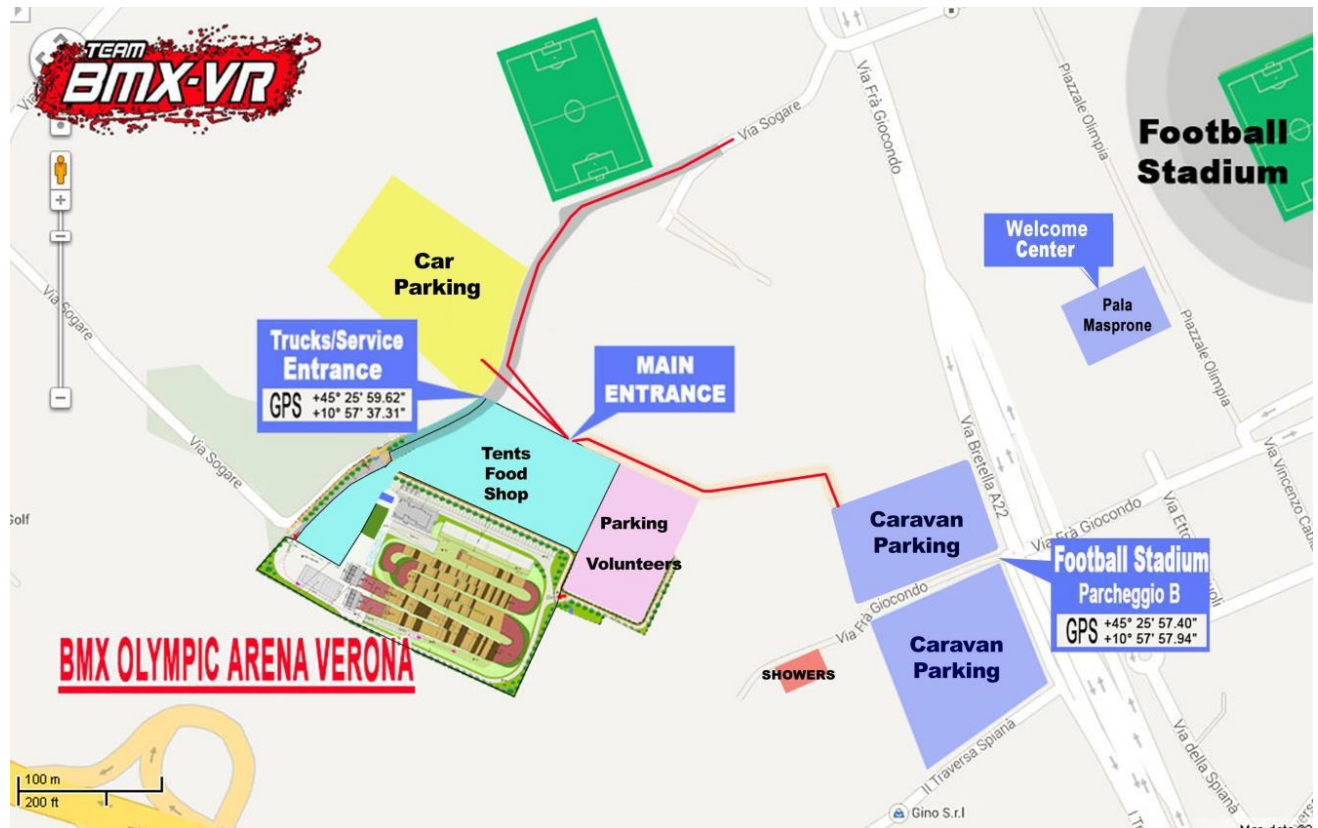 TEAM
BMX-VR
Via Sogare
Via Frà Giocondo
Piazzale Olimpia
Football
Stadium
Welcome
Center
Pala
Masprone
Piazzale Olimpia
Car
Parking
Via Sogare
Trucks/Service
Entrance
GPS +45° 25' 59.62"
+10° 57' 37.31"
MAIN
ENTRANCE
Via Sogare
Tents
Food
Shop
Parking
Volunteers
Via Bretella A22
Caravan
Parking
Via Frà Giocondo
Football Stadium
Parcheggio B
GPS +45° 25' 57.40"
+10° 57' 57.94"
Via Frà Giocondo
Caravan
Parking
SHOWERS
BMX OLYMPIC ARENA VERONA
Golf
Via Vincenzo
Via della Spianà
II Traversa Spianà
Gino S.r.l
100 m
200 ft